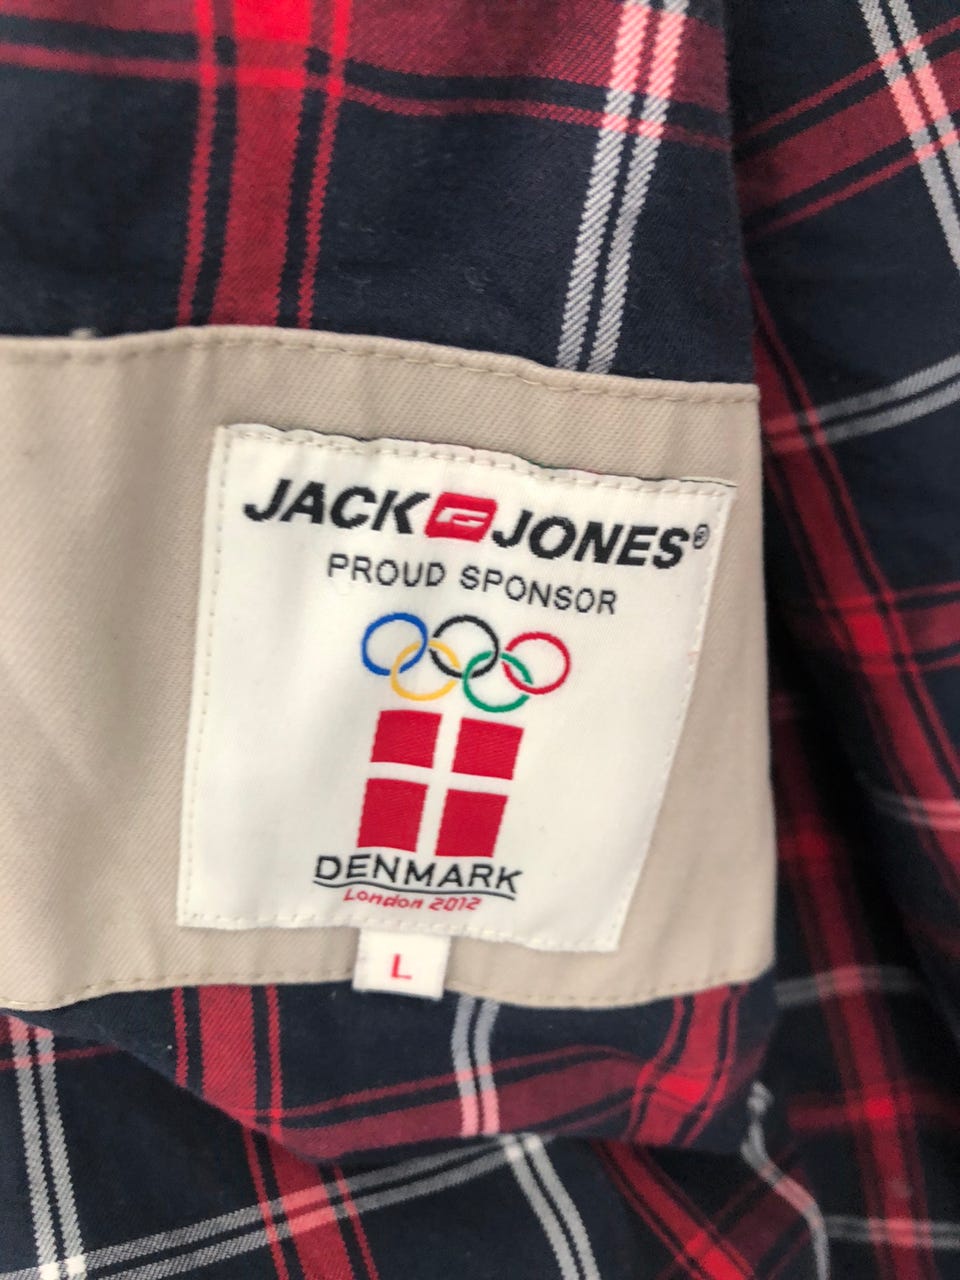 JACK JONES®
PROUD SPONSOR
DENMARK
London 2012
L